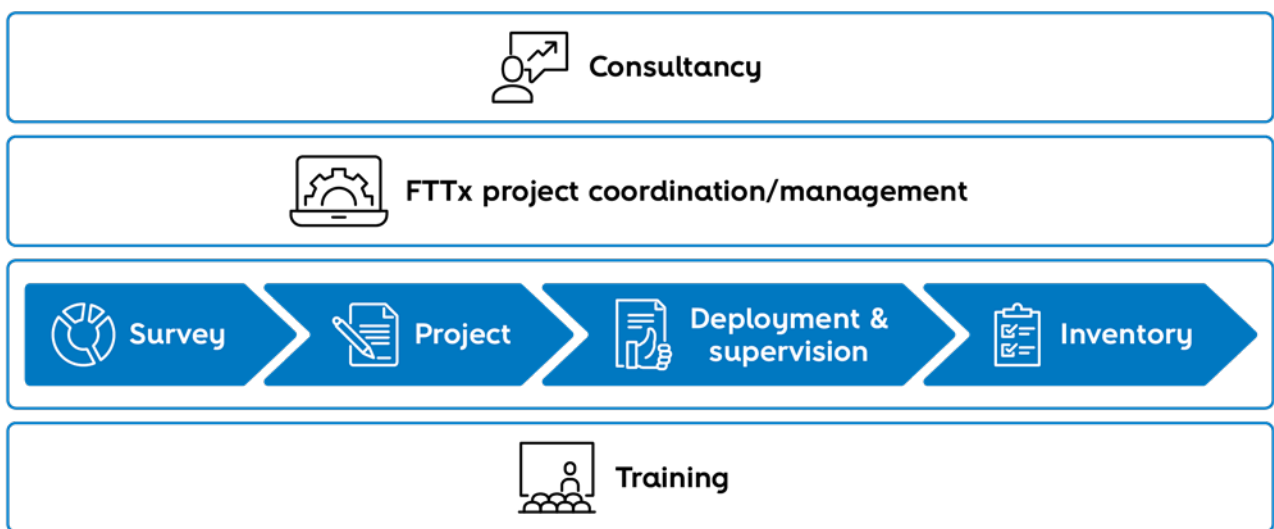 Consultancy
FTTx project coordination/management
Survey
Project
Deployment &
supervision
Inventory
Training